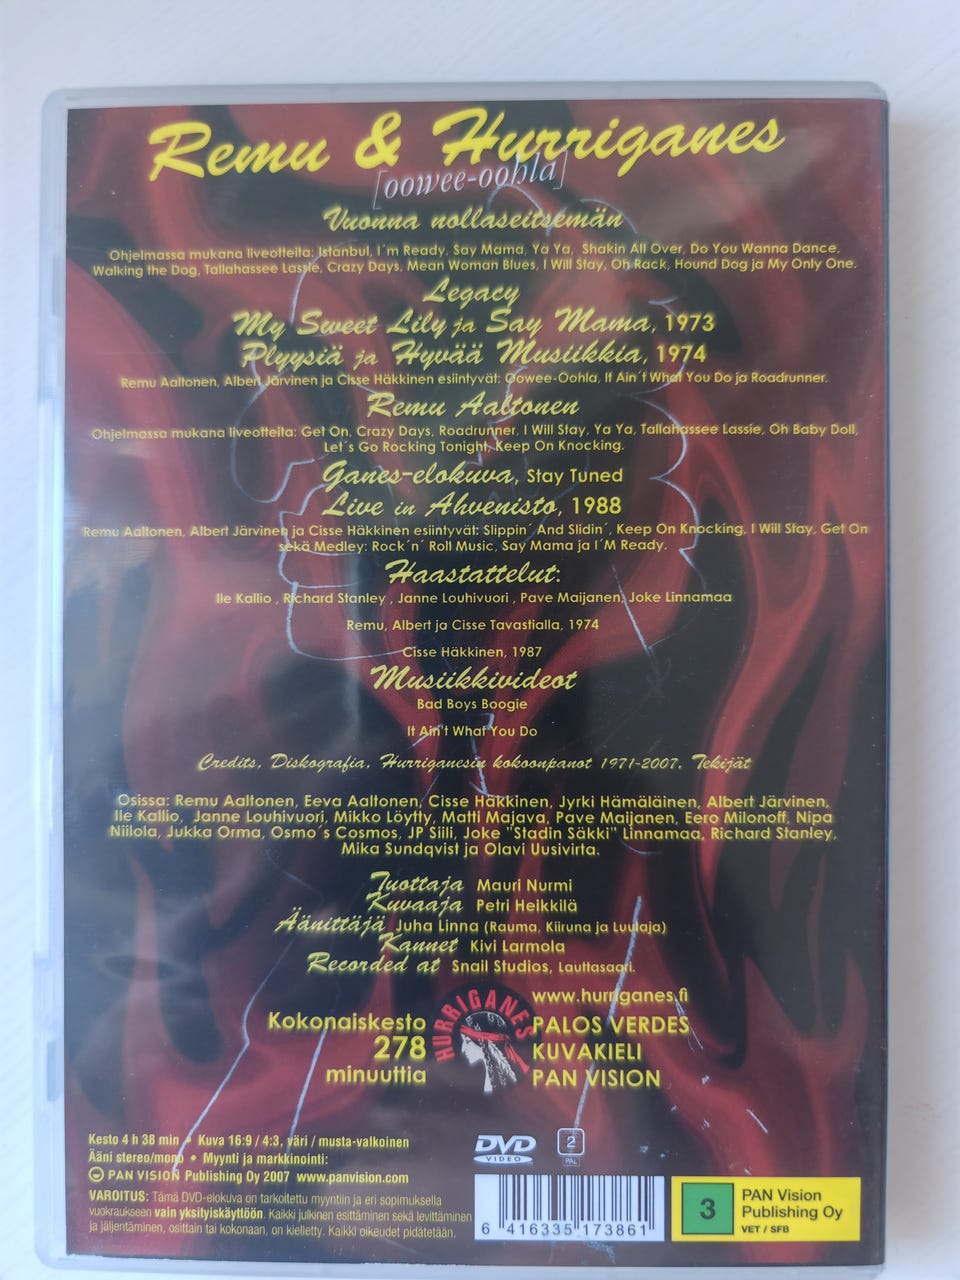 Remu & Hurriganes
[oowee-oohla]
Vuonna nollaseitsemän
Ohjelmassa mukana liveotteita: Istanbul, I´m Ready, Say Mama, Ya Ya, Shakin All Over, Do You Wanna Dance,
Walking the Dog, Tallahassee Lassie, Crazy Days, Mean Woman Blues, I Will Stay, Oh Rack, Hound Dog ja My Only One.
Legacy
My Sweet Lily ja Say Mama, 1973
Plyysiä ja Hyvää Musiikkia, 1974
Remu Aaltonen, Albert Järvinen ja Cisse Häkkinen esiintyvät: Oowee-Oohla, It Ain´t What You Do ja Roadrunner.
Remu Aaltonen
Ohjelmassa mukana liveotteita: Get On, Crazy Days, Roadrunner, I Will Stay, Ya Ya, Tallahassee Lassie, Oh Baby Doll,
Let´s Go Rocking Tonight, Keep On Knocking.
Ganes-elokuva, Stay Tuned
Live in Ahvenisto, 1988
Remu Aaltonen, Albert Järvinen ja Cisse Häkkinen esiintyvät: Slippin´ And Slidin´, Keep On Knocking, I Will Stay, Get On
sekä Medley: Rock´n´ Roll Music, Say Mama ja I´M Ready.
Haastattelut:
Ile Kallio , Richard Stanley , Janne Louhivuori , Pave Maijanen, Joke Linnamaa
Remu, Albert ja Cisse Tavastialla, 1974
Cisse Häkkinen, 1987
Musiikkivideot
Bad Boys Boogie
It Ain't What You Do
Credits, Diskografia, Hurriganesin kokoonpanot 1971-2007, Tekijät
Osissa: Remu Aaltonen, Eeva Aaltonen, Cisse Häkkinen, Jyrki Hämäläinen, Albert Järvinen,
Ile Kallio, Janne Louhivuori, Mikko Löytty, Matti Majava, Pave Maijanen, Eero Milonoff, Nipa
Niilola, Jukka Orma, Osmo´s Cosmos, JP Siili, Joke "Stadin Säkki" Linnamaa, Richard Stanley,
Mika Sundqvist ja Olavi Uusivirta.
Tuottaja Mauri Nurmi
Kuvaaja Petri Heikkilä
Äänittäjä Juha Linna (Rauma, Kiiruna ja Luulaja)
Kannet Kivi Larmola
Recorded at Snail Studios, Lauttasaari.
www.hurriganes.fi
HURRIGANES
Kokonaiskesto
278
minuuttia
PALOS VERDES
KUVAKIELI
PAN VISION
Kesto 4 h 38 min • Kuva 16:9 / 4:3, väri / musta-valkoinen
Ääni stereo/mono • Myynti ja markkinointi:
PAN VISION Publishing Oy 2007 www.panvision.com
VAROITUS: Tämä DVD-elokuva on tarkoitettu myyntiin ja eri sopimuksella
vuokraukseen vain yksityiskäyttöön. Kaikki julkinen esittäminen sekä levittäminen
ja jäljentäminen, osittain tai kokonaan, on kielletty. Kaikki oikeudet pidätetään.
DVD
VIDEO
2
PAL
6 416335 173861
3
PAN Vision
Publishing Oy
VET / SFB